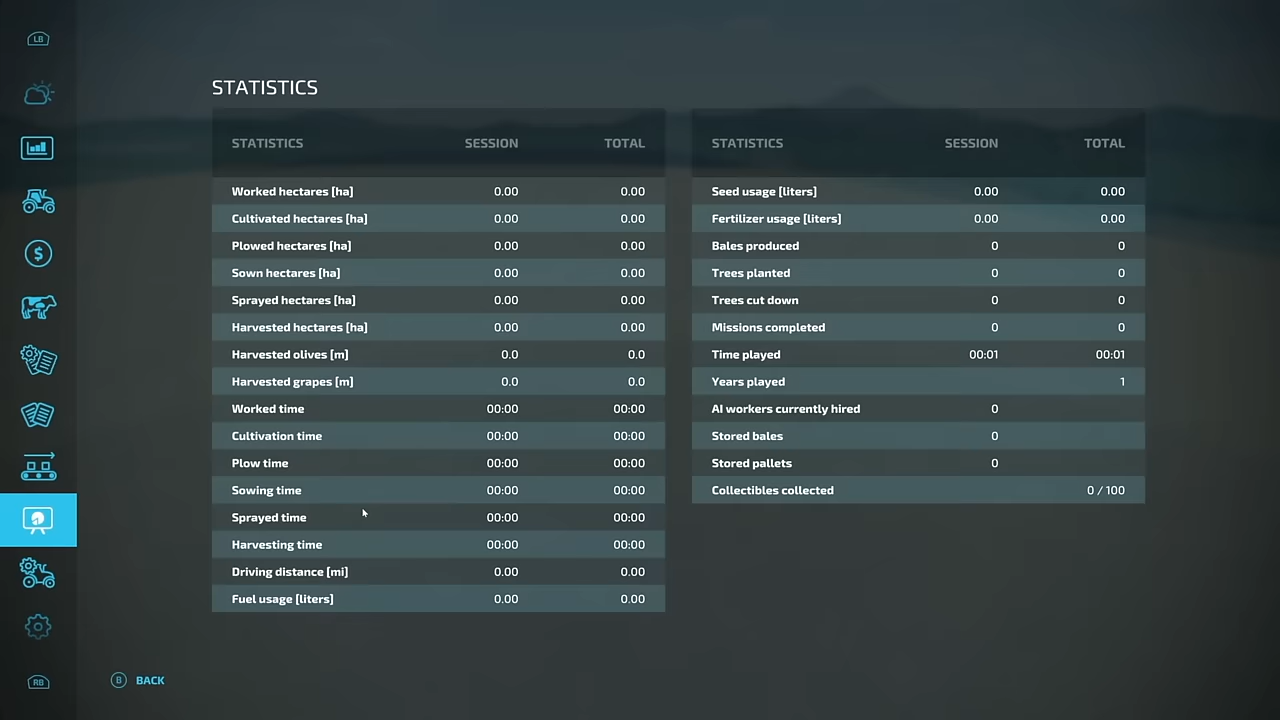 LB
STATISTICS
STATISTICS SESSION TOTAL
Worked hectares [ha] 0.00 0.00
Cultivated hectares [ha] 0.00 0.00
Plowed hectares [ha] 0.00 0.00
Sown hectares [ha] 0.00 0.00
Sprayed hectares [ha] 0.00 0.00
Harvested hectares [ha] 0.00 0.00
Harvested olives [m] 0.0 0.0
Harvested grapes [m] 0.0 0.0
Worked time 00:00 00:00
Cultivation time 00:00 00:00
Plow time 00:00 00:00
Sowing time 00:00 00:00
Sprayed time 00:00 00:00
Harvesting time 00:00 00:00
Driving distance [mi] 0.00 0.00
Fuel usage [liters] 0.00 0.00
STATISTICS SESSION TOTAL
Seed usage [liters] 0.00 0.00
Fertilizer usage [liters] 0.00 0.00
Bales produced 0 0
Trees planted 0 0
Trees cut down 0 0
Missions completed 0 0
Time played 00:01 00:01
Years played 1
AI workers currently hired 0
Stored bales 0
Stored pallets 0
Collectibles collected 0 / 100
RB
B BACK